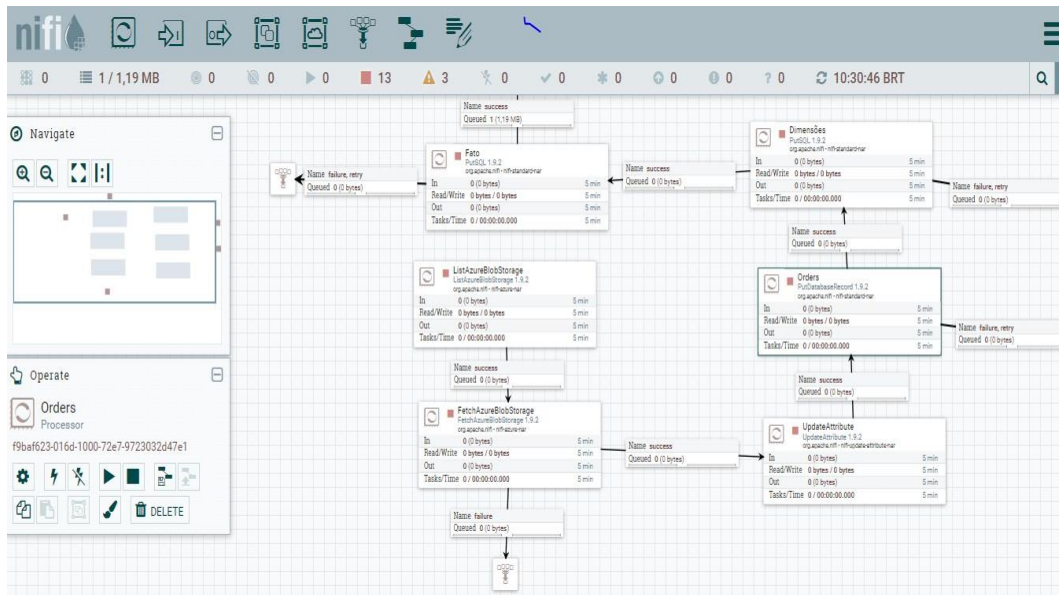 nifi
0 1 / 1,19 MB 0 0 0 13 3 0 0 0 0 0 0 10:30:46 BRT
Navigate
Operate
Orders
Processor
f9baf623-016d-1000-72e7-9723032d47e1
DELETE
Name success
Queued 1 (1,19 MB)
Fato
PutSQL 1.9.2
org.apache.nifi - nifi-standard-nar
In 0 (0 bytes) 5 min
Read/Write 0 bytes / 0 bytes 5 min
Out 0 (0 bytes) 5 min
Tasks/Time 0 / 00:00:00.000 5 min
Name failure, retry
Queued 0 (0 bytes)
Name success
Queued 0 (0 bytes)
Dimensões
PutSQL 1.9.2
org.apache.nifi - nifi-standard-nar
In 0 (0 bytes) 5 min
Read/Write 0 bytes / 0 bytes 5 min
Out 0 (0 bytes) 5 min
Tasks/Time 0 / 00:00:00.000 5 min
Name failure, retry
Queued 0 (0 bytes)
Name success
Queued 0 (0 bytes)
ListAzureBlobStorage
ListAzureBlobStorage 1.9.2
org.apache.nifi - nifi-azure-nar
In 0 (0 bytes) 5 min
Read/Write 0 bytes / 0 bytes 5 min
Out 0 (0 bytes) 5 min
Tasks/Time 0 / 00:00:00.000 5 min
Orders
PutDatabaseRecord 1.9.2
org.apache.nifi - nifi-standard-nar
In 0 (0 bytes) 5 min
Read/Write 0 bytes / 0 bytes 5 min
Out 0 (0 bytes) 5 min
Tasks/Time 0 / 00:00:00.000 5 min
Name failure, retry
Queued 0 (0 bytes)
Name success
Queued 0 (0 bytes)
Name success
Queued 0 (0 bytes)
FetchAzureBlobStorage
FetchAzureBlobStorage 1.9.2
org.apache.nifi - nifi-azure-nar
In 0 (0 bytes) 5 min
Read/Write 0 bytes / 0 bytes 5 min
Out 0 (0 bytes) 5 min
Tasks/Time 0 / 00:00:00.000 5 min
Name success
Queued 0 (0 bytes)
UpdateAttribute
UpdateAttribute 1.9.2
org.apache.nifi - nifi-update-attribute-nar
In 0 (0 bytes) 5 min
Read/Write 0 bytes / 0 bytes 5 min
Out 0 (0 bytes) 5 min
Tasks/Time 0 / 00:00:00.000 5 min
Name failure
Queued 0 (0 bytes)